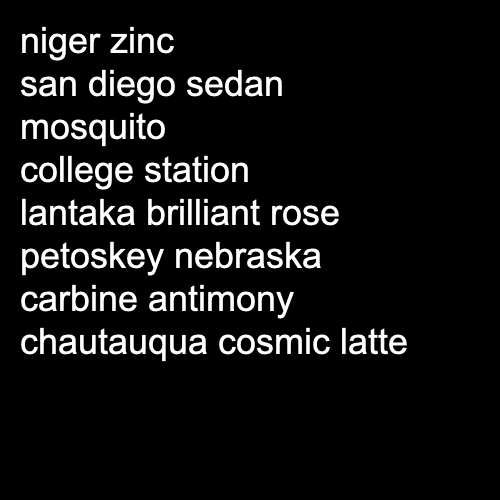 niger zinc
san diego sedan
mosquito
college station
lantaka brilliant rose
petoskey nebraska
carbine antimony
chautauqua cosmic latte